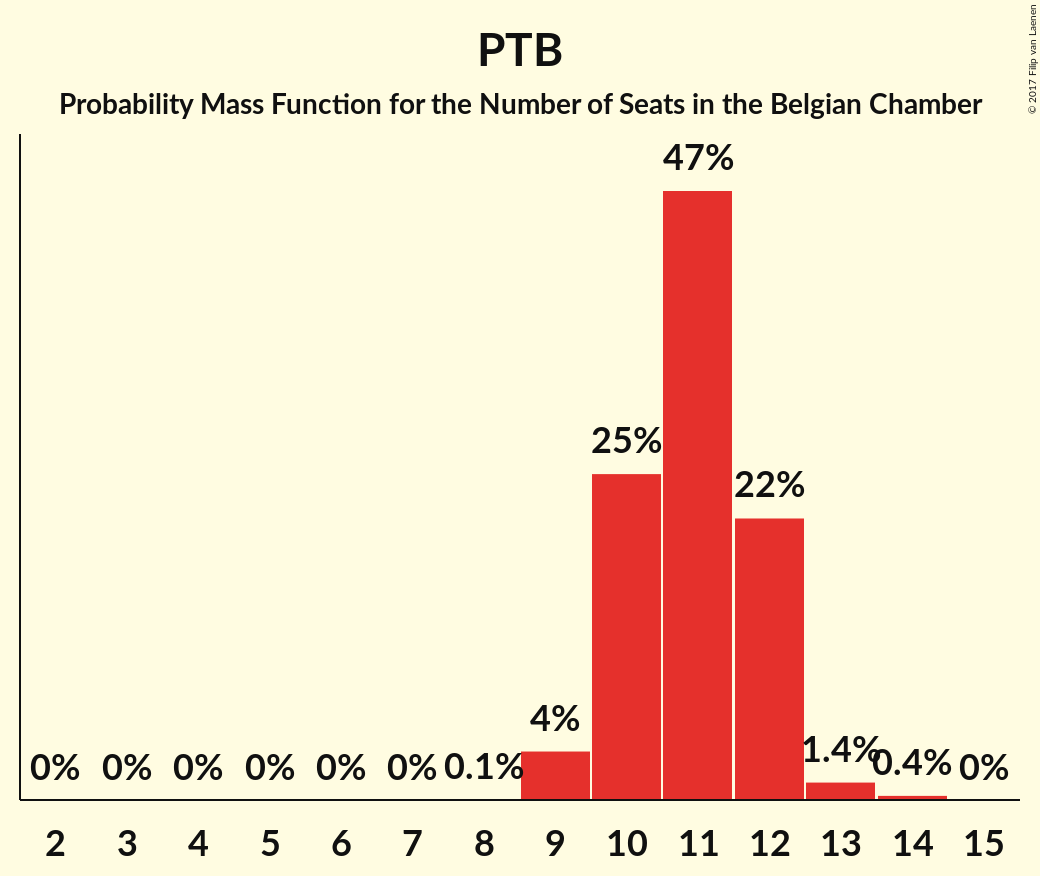 PTB
Probability Mass Function for the Number of Seats in the Belgian Chamber
© 2017 Filip van Laenen
47%
25%
22%
4%
1.4%
0% 0% 0% 0% 0% 0% 0.1% 0.4% 0%
2 3 4 5 6 7 8 9 10 11 12 13 14 15